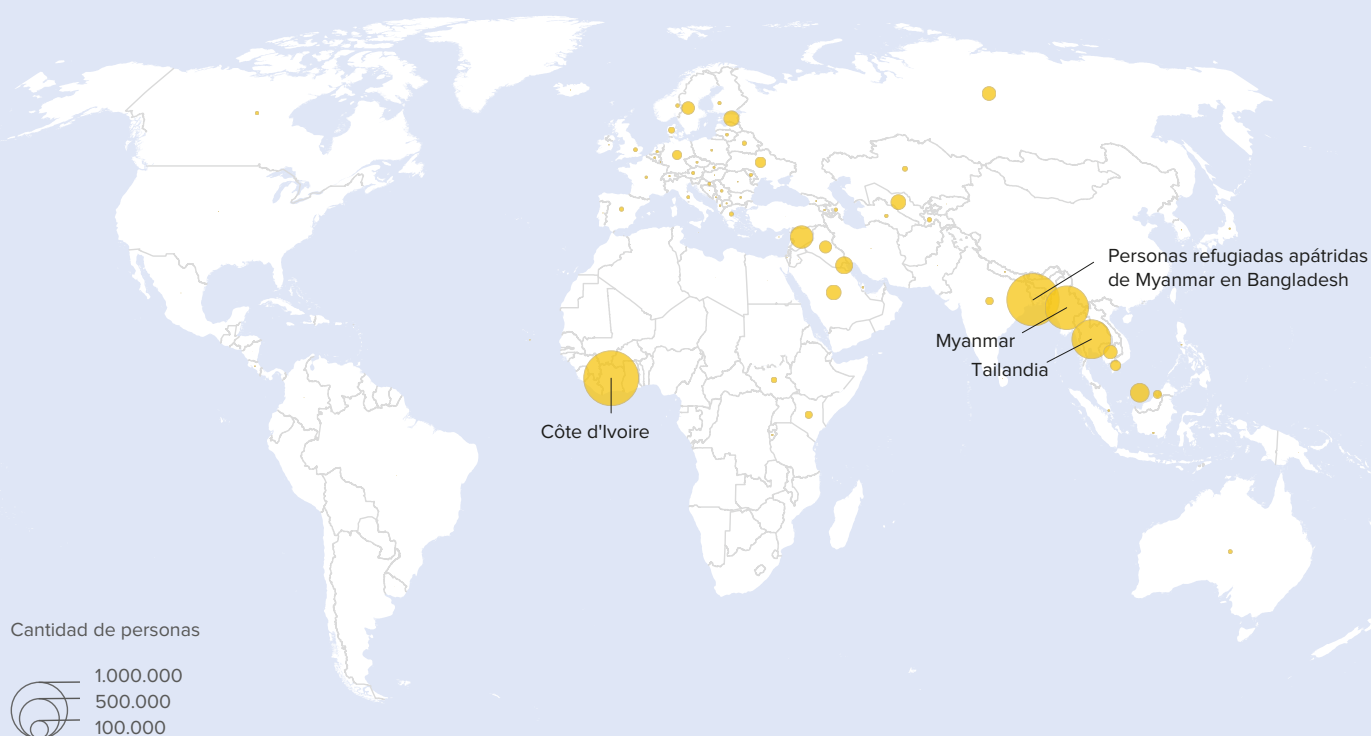 Personas refugiadas apátridas
de Myanmar en Bangladesh
Myanmar
Tailandia
Côte d'Ivoire
Cantidad de personas
1.000.000
500.000
100.000